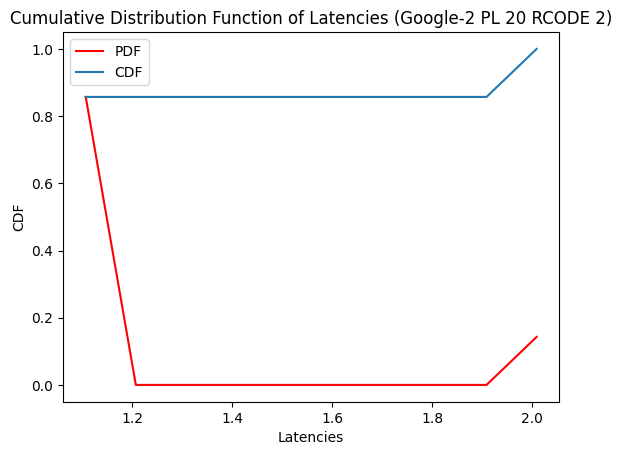 Cumulative Distribution Function of Latencies (Google-2 PL 20 RCODE 2)
PDF
CDF
1.0
0.8
0.6
0.4
0.2
0.0
CDF
1.2
1.4
1.6
1.8
2.0
Latencies